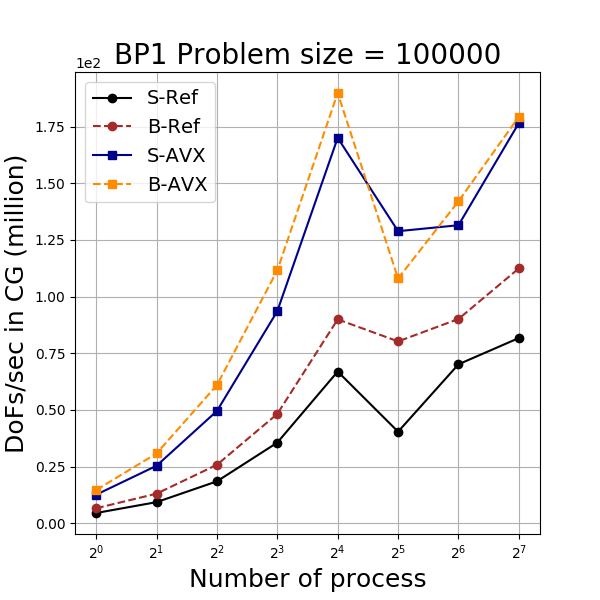 BP1 Problem size = 100000
1e2
S-Ref
B-Ref
S-AVX
B-AVX
DoFs/sec in CG (million)
1.75
1.50
1.25
1.00
0.75
0.50
0.25
0.00
2^0 2^1 2^2 2^3 2^4 2^5 2^6 2^7
Number of process